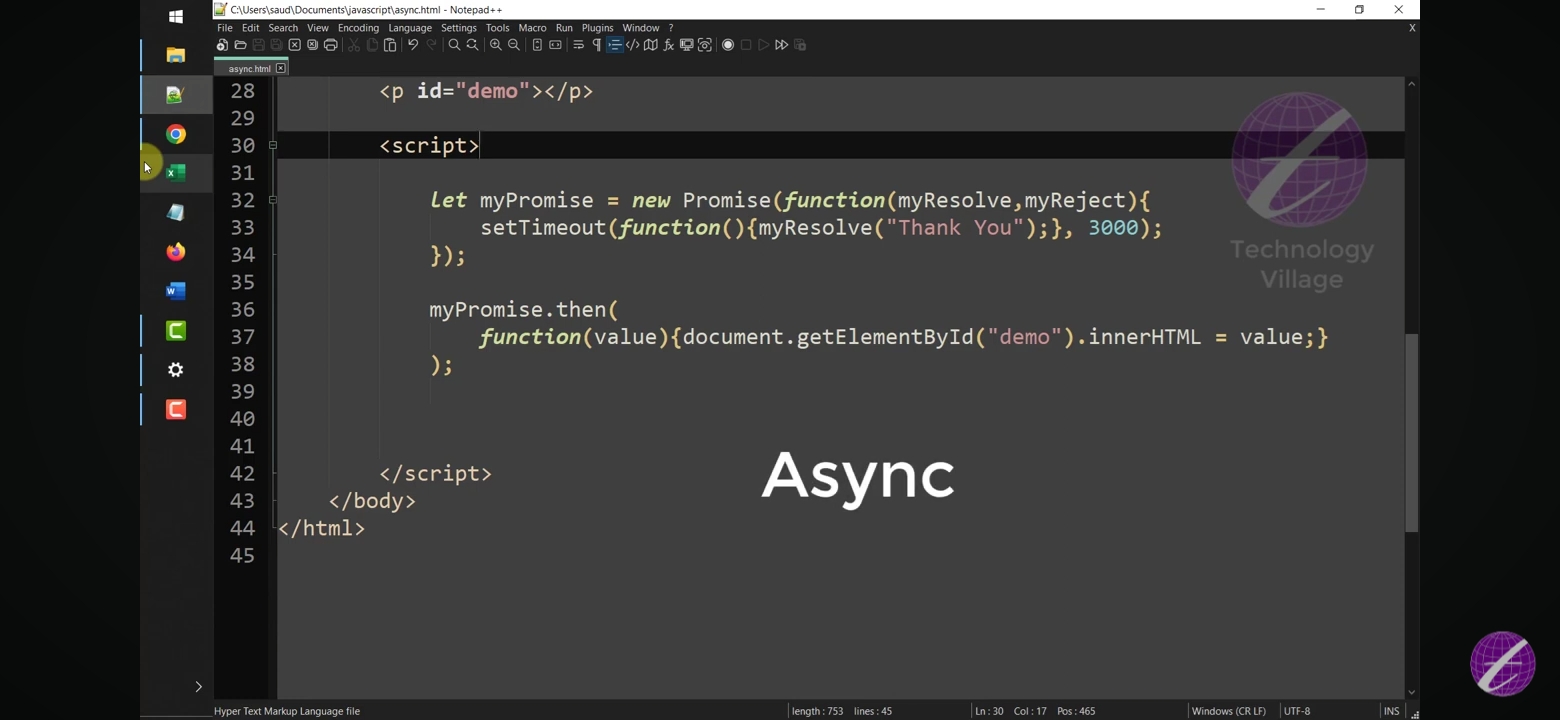 C:\Users\saud\Documents\javascript\async.html - Notepad++
File Edit Search View Encoding Language Settings Tools Macro Run Plugins Window ? X
async.html
28 <p id="demo"></p>
29
30 <script>
31
32 let myPromise = new Promise(function(myResolve,myReject){
33 setTimeout(function(){myResolve("Thank You");}, 3000);
34 });
35
36 myPromise.then(
37 function(value){document.getElementById("demo").innerHTML = value;}
38 );
39
40
41
42 </script>
43 </body>
44 </html>
45
Technology
Village
Async
Hyper Text Markup Language file length : 753 lines : 45 Ln : 30 Col : 17 Pos : 465 Windows (CR LF) UTF-8 INS